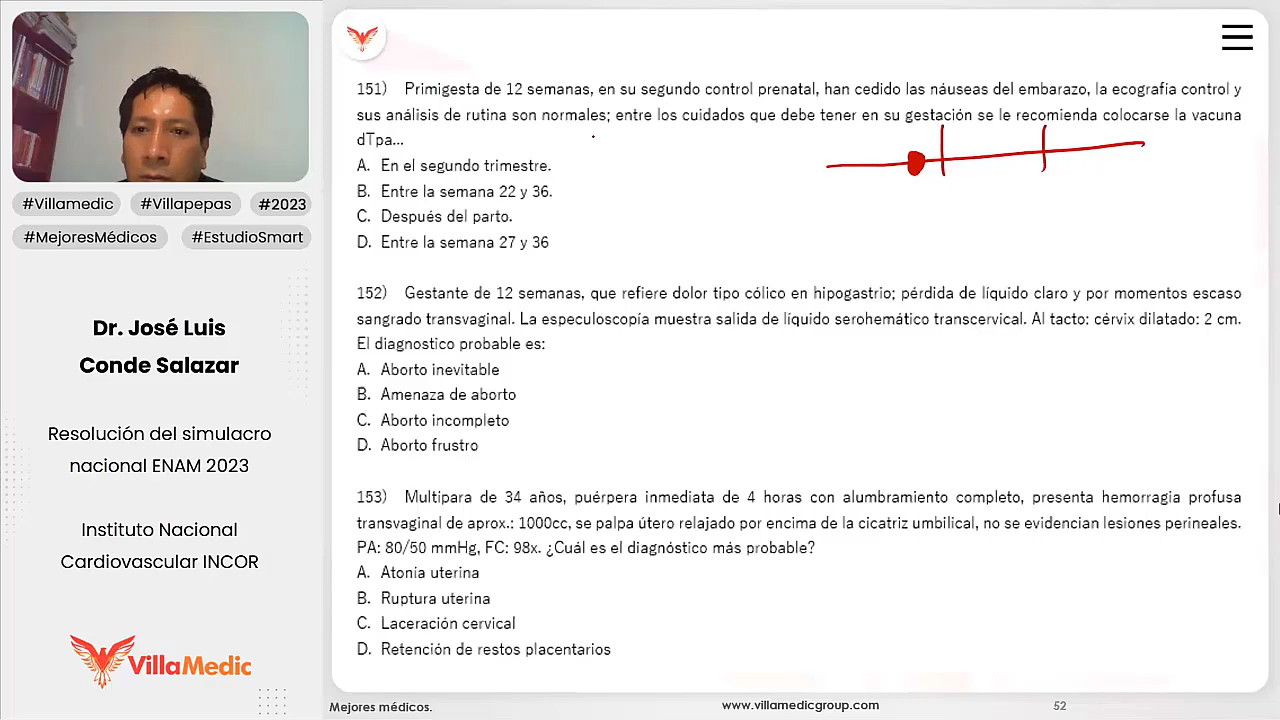 #Villamedic #Villapepas #2023
#MejoresMédicos #EstudioSmart
Dr. José Luis
Conde Salazar
Resolución del simulacro
nacional ENAM 2023
Instituto Nacional
Cardiovascular INCOR
VillaMedic
151) Primigesta de 12 semanas, en su segundo control prenatal, han cedido las náuseas del embarazo, la ecografía control y
sus análisis de rutina son normales; entre los cuidados que debe tener en su gestación se le recomienda colocarse la vacuna
dTpa...
A. En el segundo trimestre.
B. Entre la semana 22 y 36.
C. Después del parto.
D. Entre la semana 27 y 36
152) Gestante de 12 semanas, que refiere dolor tipo cólico en hipogastrio; pérdida de líquido claro y por momentos escaso
sangrado transvaginal. La especuloscopía muestra salida de líquido serohemático transcervical. Al tacto: cérvix dilatado: 2 cm.
El diagnostico probable es:
A. Aborto inevitable
B. Amenaza de aborto
C. Aborto incompleto
D. Aborto frustro
153) Multipara de 34 años, puérpera inmediata de 4 horas con alumbramiento completo, presenta hemorragia profusa
transvaginal de aprox.: 1000cc, se palpa útero relajado por encima de la cicatriz umbilical, no se evidencian lesiones perineales.
PA: 80/50 mmHg, FC: 98x. ¿Cuál es el diagnóstico más probable?
A. Atonia uterina
B. Ruptura uterina
C. Laceración cervical
D. Retención de restos placentarios
Mejores médicos. www.villamedicgroup.com 52